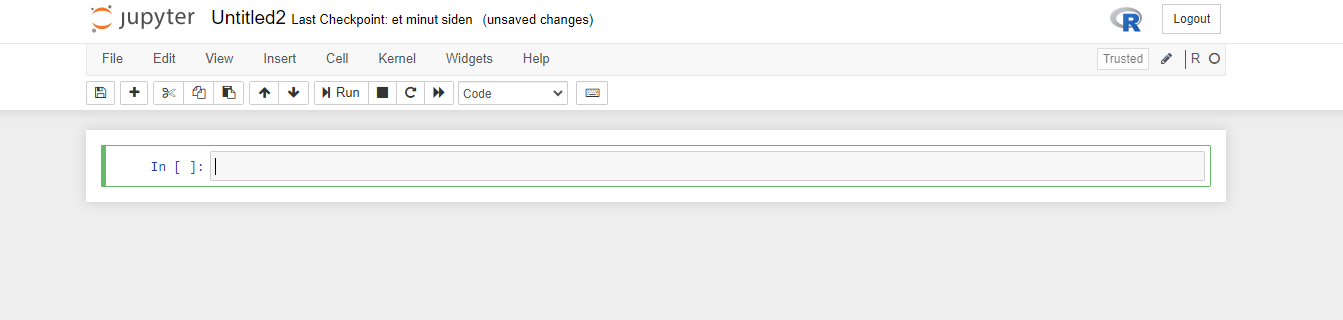 jupyter Untitled2 Last Checkpoint: et minut siden (unsaved changes) R Logout
File Edit View Insert Cell Kernel Widgets Help Trusted R
Run Code
In [ ]: